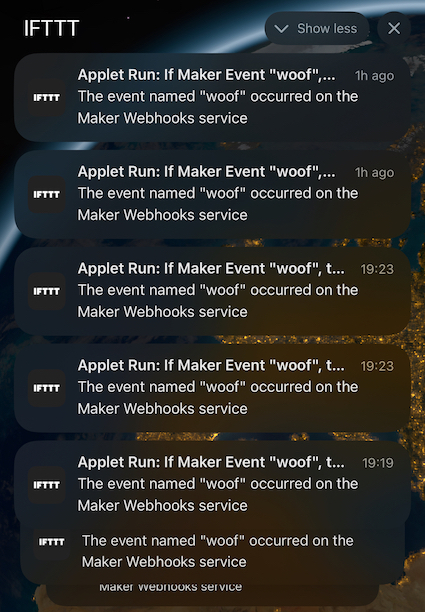 IFTTT
Show less
Applet Run: If Maker Event "woof",... 1h ago
IFTTT
The event named "woof" occurred on the
Maker Webhooks service
Applet Run: If Maker Event "woof",... 1h ago
IFTTT
The event named "woof" occurred on the
Maker Webhooks service
Applet Run: If Maker Event "woof", t... 19:23
IFTTT
The event named "woof" occurred on the
Maker Webhooks service
Applet Run: If Maker Event "woof", t... 19:23
IFTTT
The event named "woof" occurred on the
Maker Webhooks service
Applet Run: If Maker Event "woof", t... 19:19
IFTTT
The event named "woof" occurred on the
Maker Webhooks service
IFTTT
The event named "woof" occurred on the
Maker Webhooks service
Maker Webhooks service